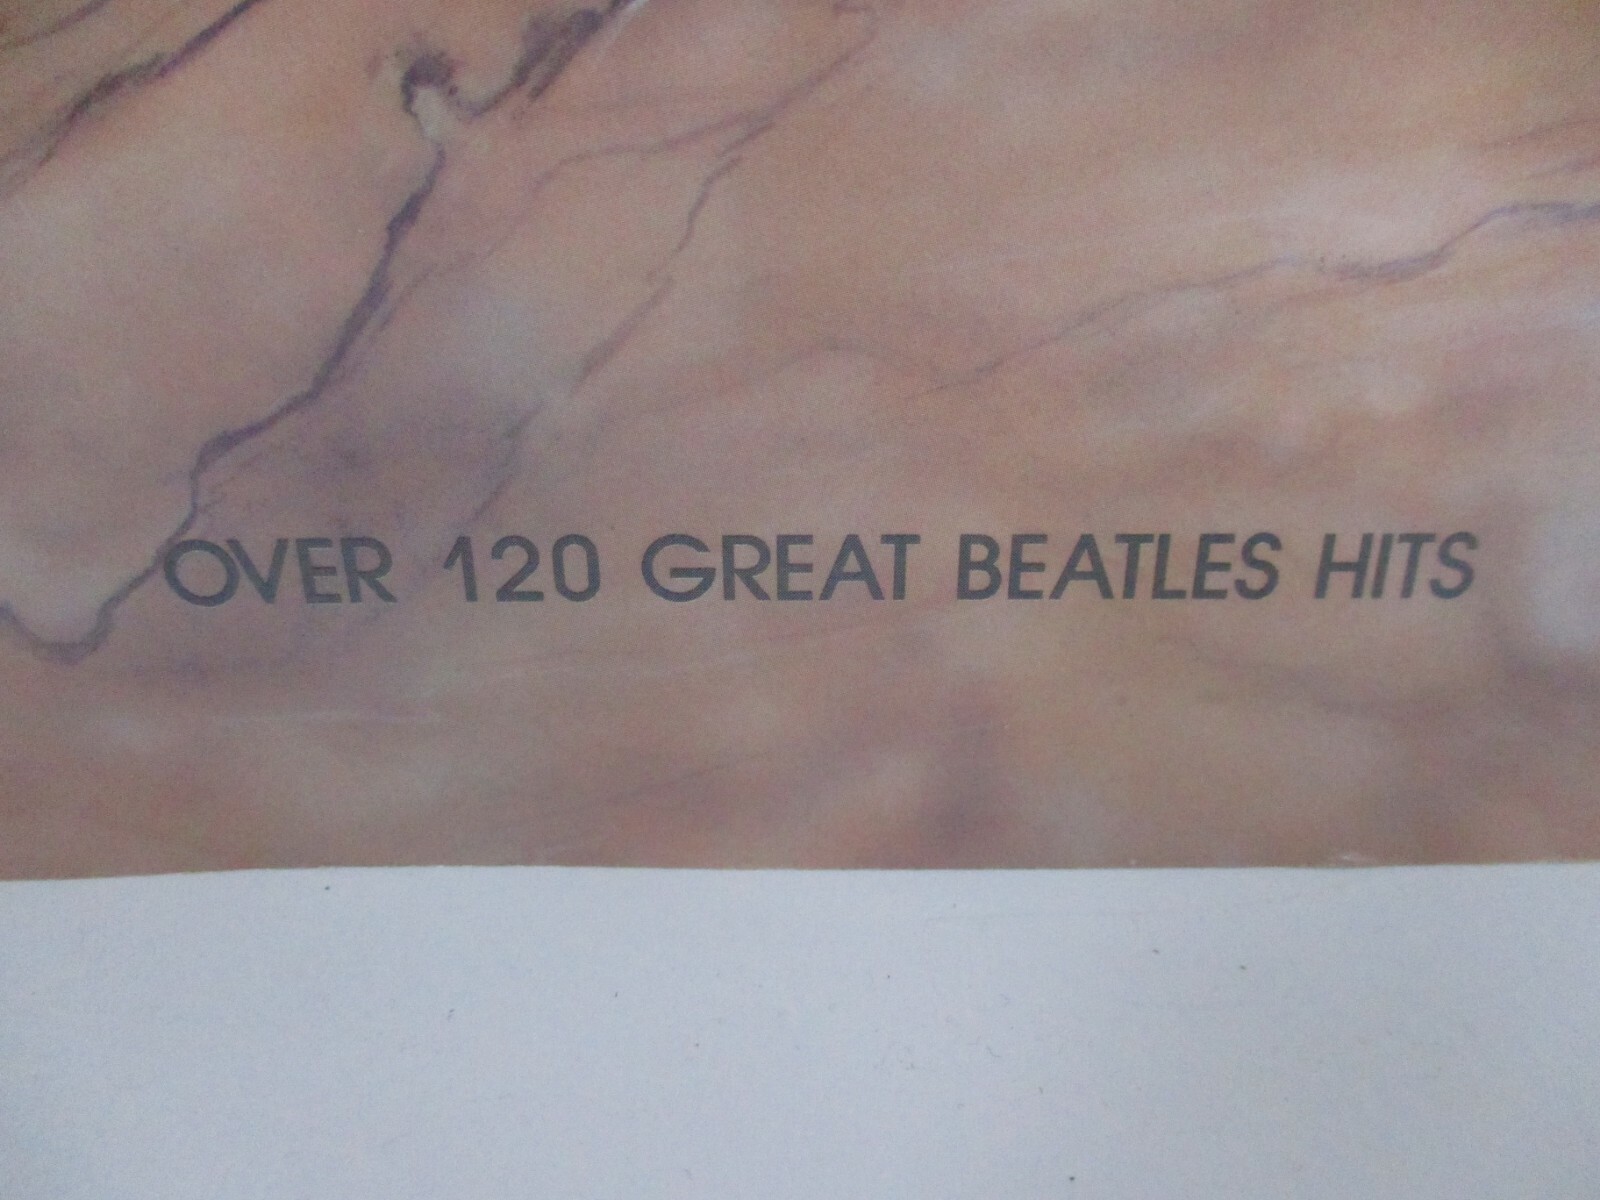 OVER 120 GREAT BEATLES HITS